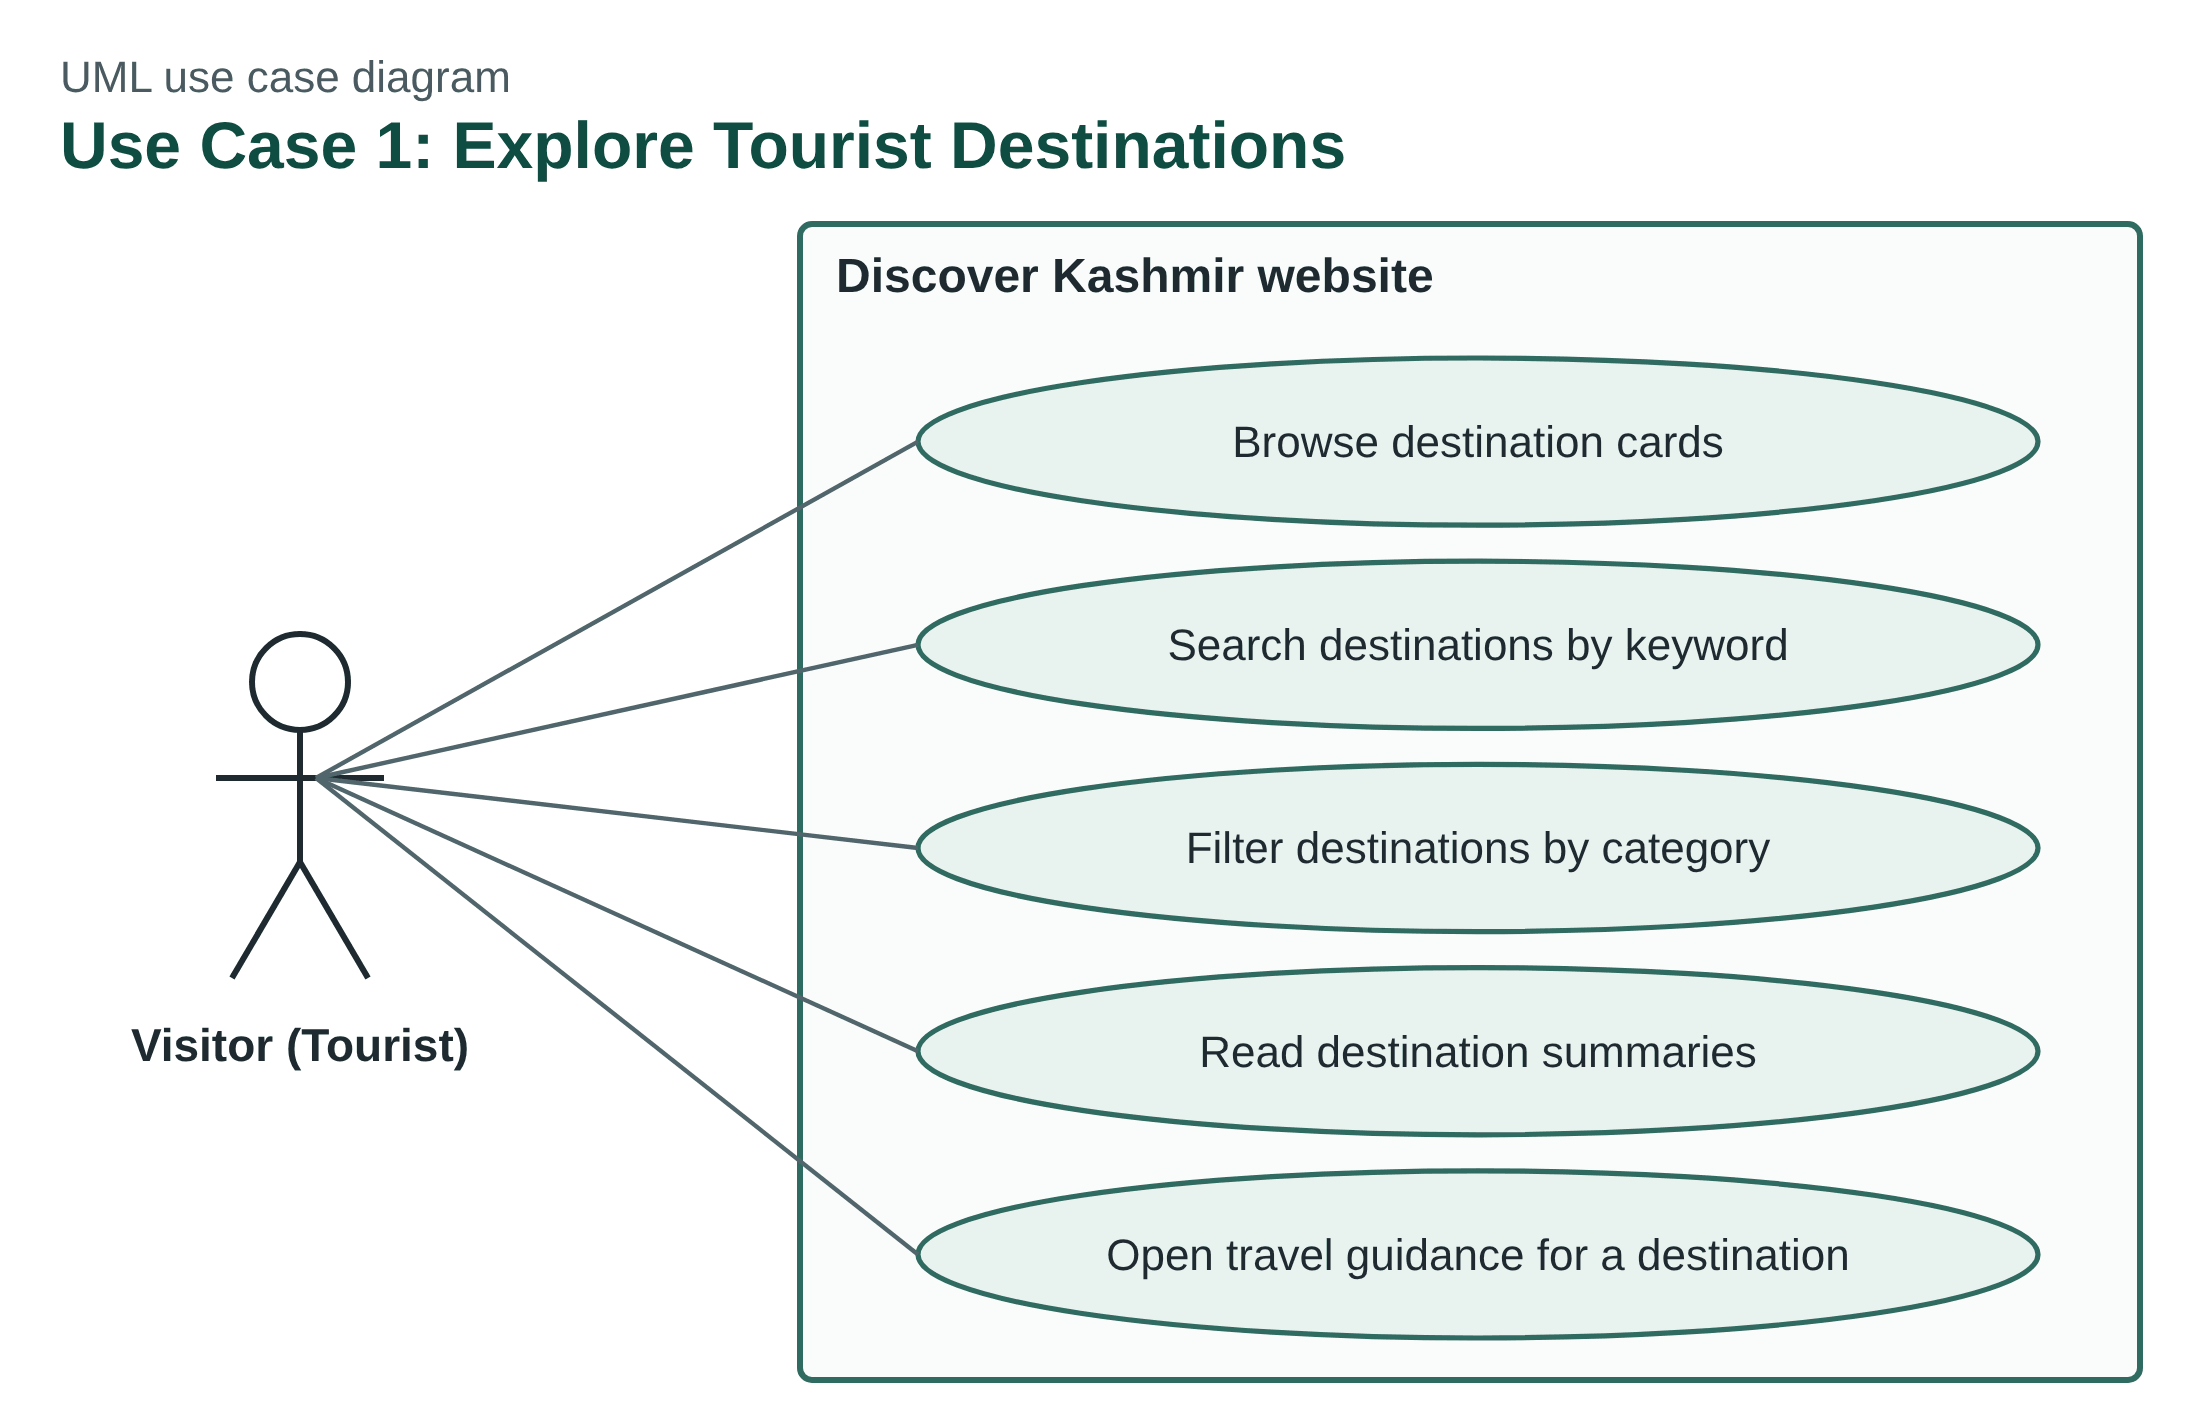 UML use case diagram
Use Case 1: Explore Tourist Destinations
Discover Kashmir website
Browse destination cards
Search destinations by keyword
Filter destinations by category
Read destination summaries
Open travel guidance for a destination
Visitor (Tourist)